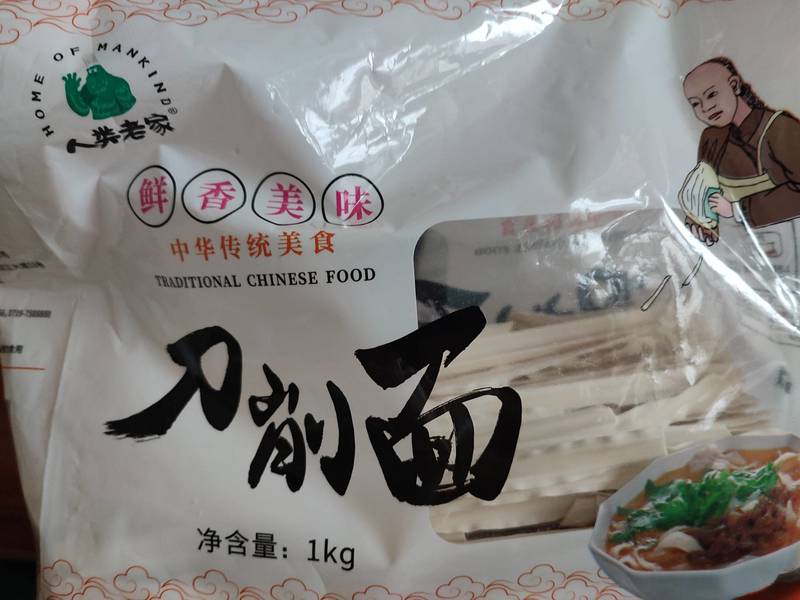 HOME OF MANKIND®
人类老家
鲜香美味
中华传统美食
TRADITIONAL CHINESE FOOD
刀削面
净含量：1kg